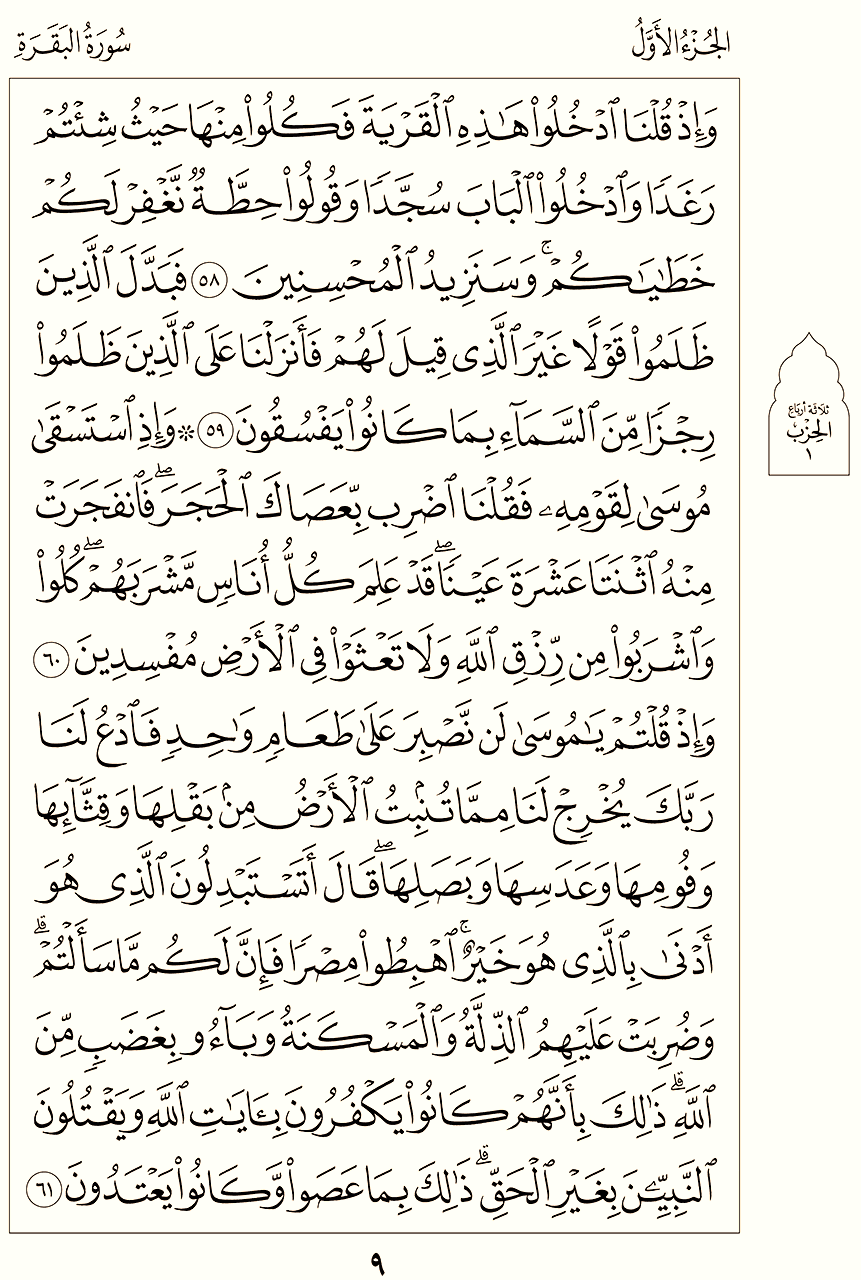 الجُزْءُ الأَوَّلُ
سُورَةُ البَقَرَةِ
وَإِذۡ قُلۡنَا ٱدۡخُلُواْ هَٰذِهِ ٱلۡقَرۡيَةَ فَكُلُواْ مِنۡهَا حَيۡثُ شِئۡتُمۡ
رَغَدٗا وَٱدۡخُلُواْ ٱلۡبَابَ سُجَّدٗا وَقُولُواْ حِطَّةٞ نَّغۡفِرۡ لَكُمۡ
خَطَٰيَٰكُمۡۚ وَسَنَزِيدُ ٱلۡمُحۡسِنِينَ ٥٨ فَبَدَّلَ ٱلَّذِينَ
ظَلَمُواْ قَوۡلًا غَيۡرَ ٱلَّذِي قِيلَ لَهُمۡ فَأَنزَلۡنَا عَلَى ٱلَّذِينَ ظَلَمُواْ
رِجۡزٗا مِّنَ ٱلسَّمَآءِ بِمَا كَانُواْ يَفۡسُقُونَ ٥٩ ۞ وَإِذِ ٱسۡتَسۡقَىٰ
مُوسَىٰ لِقَوۡمِهِۦ فَقُلۡنَا ٱضۡرِب بِّعَصَاكَ ٱلۡحَجَرَۖ فَٱنفَجَرَتۡ
مِنۡهُ ٱثۡنَتَا عَشۡرَةَ عَيۡنٗاۖ قَدۡ عَلِمَ كُلُّ أُنَاسٖ مَّشۡرَبَهُمۡۖ كُلُواْ
وَٱشۡرَبُواْ مِن رِّزۡقِ ٱللَّهِ وَلَا تَعۡثَوۡاْ فِي ٱلۡأَرۡضِ مُفۡسِدِينَ ٦٠
وَإِذۡ قُلۡتُمۡ يَٰمُوسَىٰ لَن نَّصۡبِرَ عَلَىٰ طَعَامٖ وَٰحِدٖ فَٱدۡعُ لَنَا
رَبَّكَ يُخۡرِجۡ لَنَا مِمَّا تُنۢبِتُ ٱلۡأَرۡضُ مِنۢ بَقۡلِهَا وَقِثَّآئِهَا
وَفُومِهَا وَعَدَسِهَا وَبَصَلِهَاۖ قَالَ أَتَسۡتَبۡدِلُونَ ٱلَّذِي هُوَ
أَدۡنَىٰ بِٱلَّذِي هُوَ خَيۡرٌۚ ٱهۡبِطُواْ مِصۡرٗا فَإِنَّ لَكُم مَّا سَأَلۡتُمۡۗ
وَضُرِبَتۡ عَلَيۡهِمُ ٱلذِّلَّةُ وَٱلۡمَسۡكَنَةُ وَبَآءُو بِغَضَبٖ مِّنَ
ٱللَّهِۗ ذَٰلِكَ بِأَنَّهُمۡ كَانُواْ يَكۡفُرُونَ بِـَٔايَٰتِ ٱللَّهِ وَيَقۡتُلُونَ
ٱلنَّبِيِّـۧنَ بِغَيۡرِ ٱلۡحَقِّۗ ذَٰلِكَ بِمَا عَصَواْ وَّكَانُواْ يَعۡتَدُونَ ٦١
ثلاثة أرباع
الحزب
١
٩